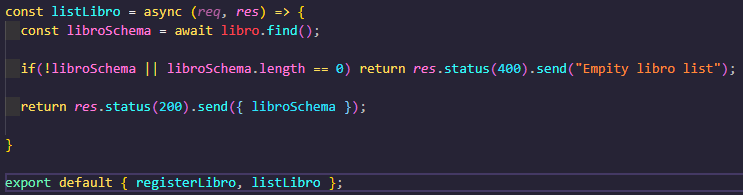 const listLibro = async (req, res) => {
const libroSchema = await libro.find();
if(!libroSchema || libroSchema.length == 0) return res.status(400).send("Empity libro list");
return res.status(200).send({ libroSchema });
}
export default { registerLibro, listLibro };